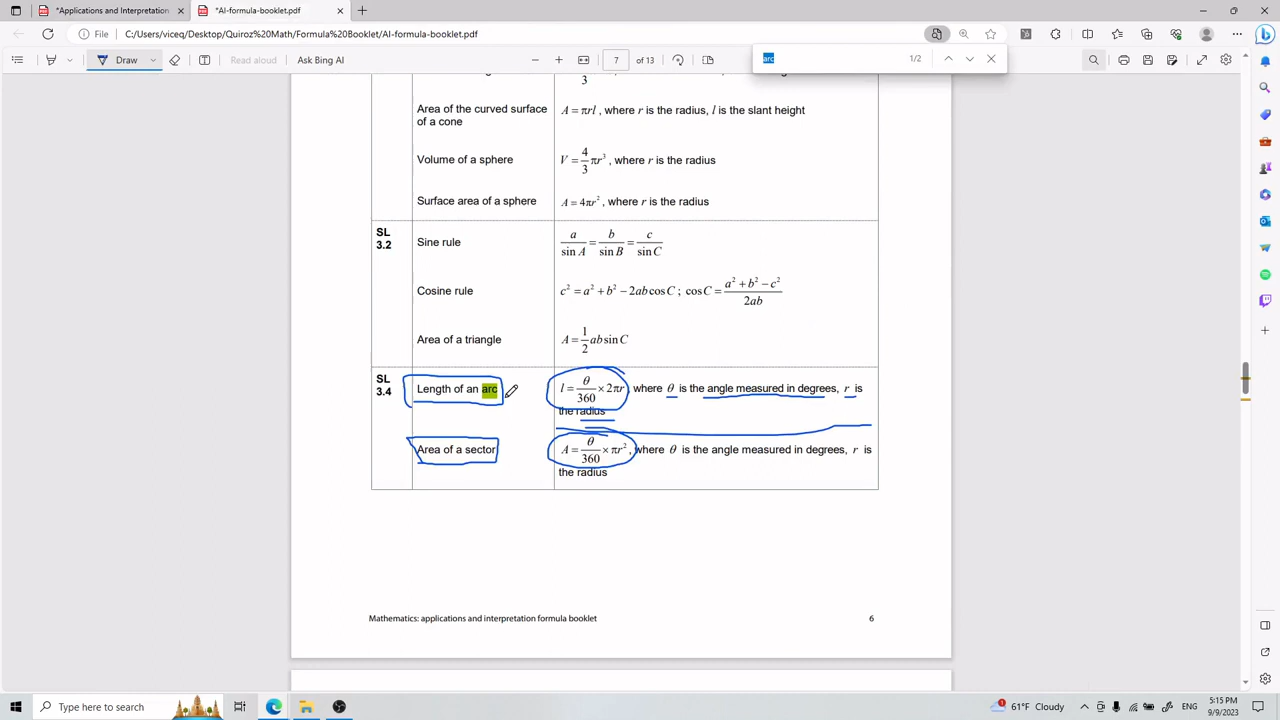 *"Applications and Interpretation
*AI-formula-booklet.pdf
File
C:/Users/viceq/Desktop/Quiroz%20Math/Formula%20Booklet/AI-formula-booklet.pdf
Draw
Read aloud
Ask Bing AI
7 of 13
arc
1/2
3
Area of the curved surface
of a cone
A = πrl , where r is the radius, l is the slant height
Volume of a sphere
V = 4/3 πr³ , where r is the radius
Surface area of a sphere
A = 4πr² , where r is the radius
SL
3.2
Sine rule
a/sin A = b/sin B = c/sin C
Cosine rule
c² = a² + b² − 2ab cos C ; cos C = (a² + b² − c²)/2ab
Area of a triangle
A = 1/2 ab sin C
SL
3.4
Length of an arc
l = θ/360 × 2πr , where θ is the angle measured in degrees, r is
the radius
Area of a sector
A = θ/360 × πr² , where θ is the angle measured in degrees, r is
the radius
Mathematics: applications and interpretation formula booklet
6
Type here to search
61°F Cloudy
5:15 PM
9/9/2023